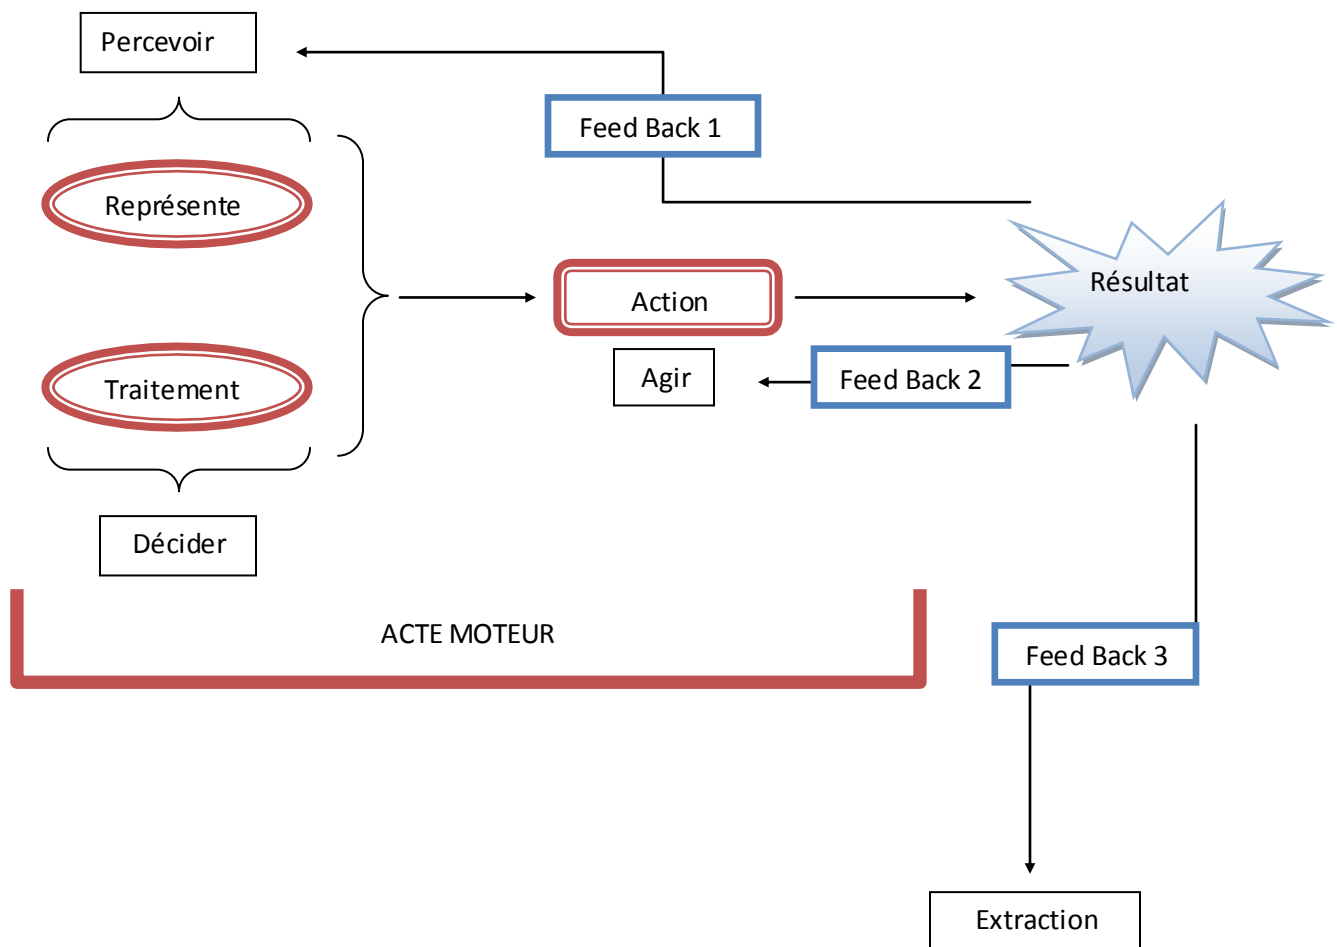 Percevoir
Feed Back 1
Représente
Résultat
Action
Agir
Feed Back 2
Traitement
Décider
ACTE MOTEUR
Feed Back 3
Extraction